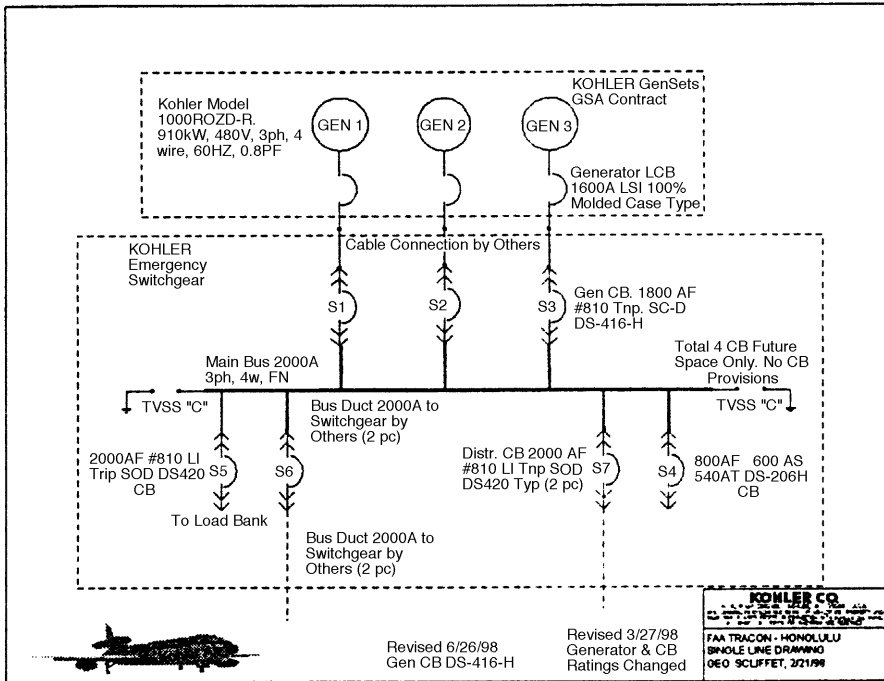 KOHLER GenSets
GSA Contract
Kohler Model
1000ROZD-R.
910kW, 480V, 3ph, 4
wire, 60HZ, 0.8PF
GEN 1
GEN 2
GEN 3
Generator LCB
1600A LSI 100%
Molded Case Type
KOHLER
Emergency
Switchgear
Cable Connection by Others
S1
S2
S3
Gen CB. 1800 AF
#810 Tnp. SC-D
DS-416-H
Main Bus 2000A
3ph, 4w, FN
Total 4 CB Future
Space Only. No CB
Provisions
TVSS "C"
TVSS "C"
Bus Duct 2000A to
Switchgear by
Others (2 pc)
2000AF #810 LI
Trip SOD DS420
CB
S5
S6
Distr. CB 2000 AF
#810 LI Tnp SOD
DS420 Typ (2 pc)
S7
S4
800AF 600 AS
540AT DS-206H
CB
To Load Bank
Bus Duct 2000A to
Switchgear by
Others (2 pc)
Revised 6/26/98
Gen CB DS-416-H
Revised 3/27/98
Generator & CB
Ratings Changed
KOHLER CO.
FAA TRACON - HONOLULU
SINGLE LINE DRAWING
GEO SCLIFFET, 2/21/98